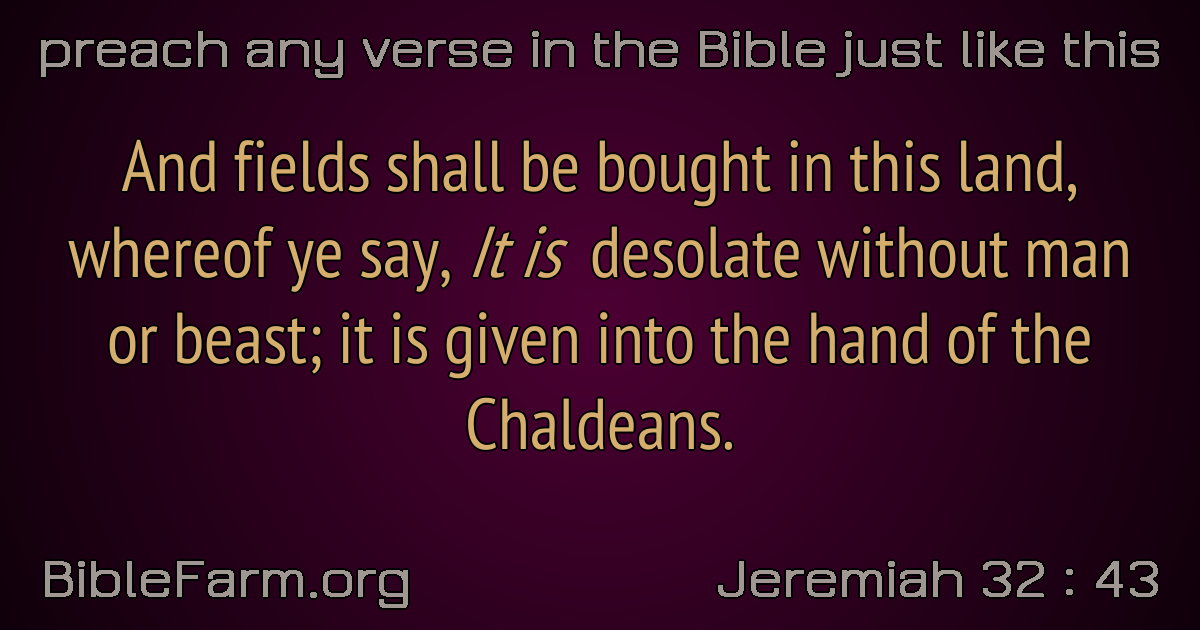 preach any verse in the Bible just like this
And fields shall be bought in this land,
whereof ye say, It is desolate without man
or beast; it is given into the hand of the
Chaldeans.
BibleFarm.org
Jeremiah 32 : 43